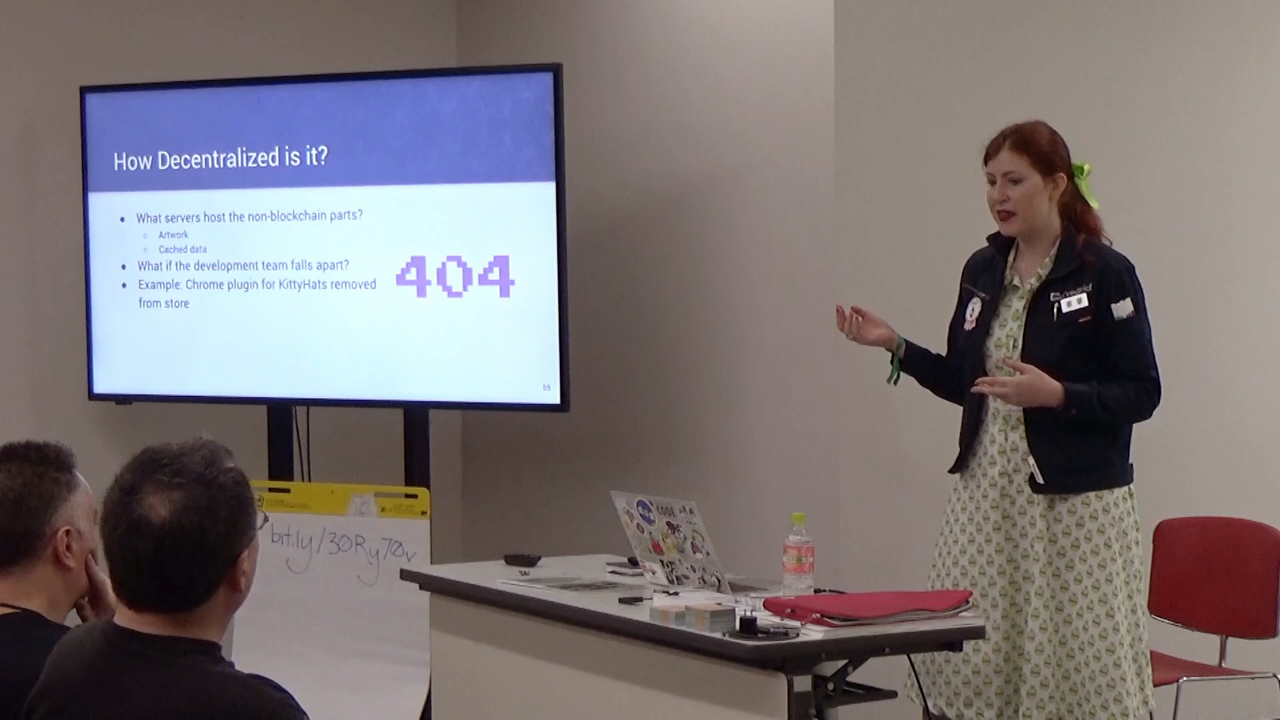 How Decentralized is it?
What servers host the non-blockchain parts?
Artwork
Cached data
What if the development team falls apart?
Example: Chrome plugin for KittyHats removed
from store
404
55
bit.ly/30Ry70v
CODE